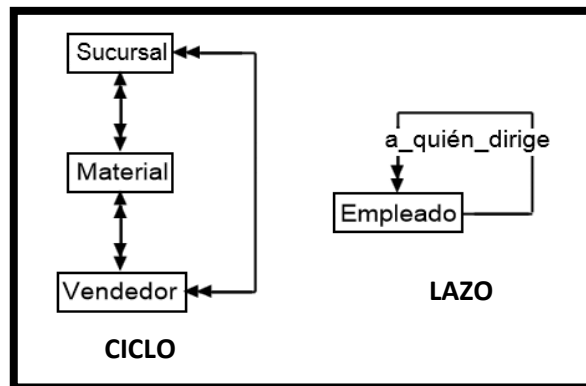 Sucursal
Material
Vendedor
CICLO
a_quién_dirige
Empleado
LAZO